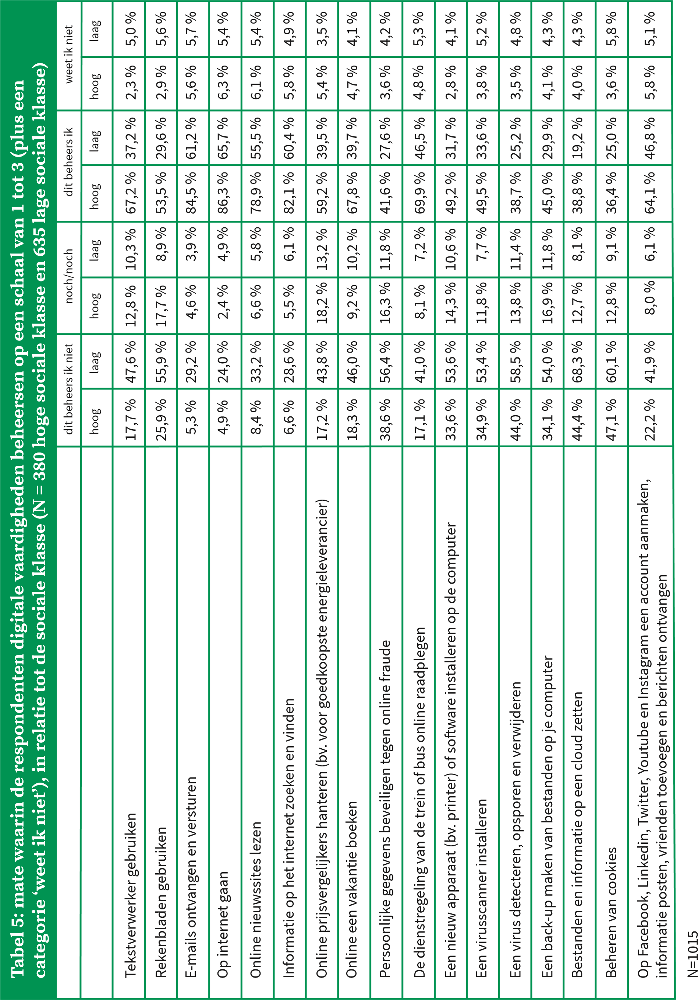 Tabel 5: mate waarin de respondenten digitale vaardigheden beheersen op een schaal van 1 tot 3 (plus een
categorie ‘weet ik niet’), in relatie tot de sociale klasse (N = 380 hoge sociale klasse en 635 lage sociale klasse)
dit beheers ik niet noch/noch dit beheers ik weet ik niet
hoog laag hoog laag hoog laag hoog laag
Tekstverwerker gebruiken 17,7 % 47,6 % 12,8 % 10,3 % 67,2 % 37,2 % 2,3 % 5,0 %
Rekenbladen gebruiken 25,9 % 55,9 % 17,7 % 8,9 % 53,5 % 29,6 % 2,9 % 5,6 %
E-mails ontvangen en versturen 5,3 % 29,2 % 4,6 % 3,9 % 84,5 % 61,2 % 5,6 % 5,7 %
Op internet gaan 4,9 % 24,0 % 2,4 % 4,9 % 86,3 % 65,7 % 6,3 % 5,4 %
Online nieuwssites lezen 8,4 % 33,2 % 6,6 % 5,8 % 78,9 % 55,5 % 6,1 % 5,4 %
Informatie op het internet zoeken en vinden 6,6 % 28,6 % 5,5 % 6,1 % 82,1 % 60,4 % 5,8 % 4,9 %
Online prijsvergelijkers hanteren (bv. voor goedkoopste energieleverancier) 17,2 % 43,8 % 18,2 % 13,2 % 59,2 % 39,5 % 5,4 % 3,5 %
Online een vakantie boeken 18,3 % 46,0 % 9,2 % 10,2 % 67,8 % 39,7 % 4,7 % 4,1 %
Persoonlijke gegevens beveiligen tegen online fraude 38,6 % 56,4 % 16,3 % 11,8 % 41,6 % 27,6 % 3,6 % 4,2 %
De dienstregeling van de trein of bus online raadplegen 17,1 % 41,0 % 8,1 % 7,2 % 69,9 % 46,5 % 4,8 % 5,3 %
Een nieuw apparaat (bv. printer) of software installeren op de computer 33,6 % 53,6 % 14,3 % 10,6 % 49,2 % 31,7 % 2,8 % 4,1 %
Een virusscanner installeren 34,9 % 53,4 % 11,8 % 7,7 % 49,5 % 33,6 % 3,8 % 5,2 %
Een virus detecteren, opsporen en verwijderen 44,0 % 58,5 % 13,8 % 11,4 % 38,7 % 25,2 % 3,5 % 4,8 %
Een back-up maken van bestanden op je computer 34,1 % 54,0 % 16,9 % 11,8 % 45,0 % 29,9 % 4,1 % 4,3 %
Bestanden en informatie op een cloud zetten 44,4 % 68,3 % 12,7 % 8,1 % 38,8 % 19,2 % 4,0 % 4,3 %
Beheren van cookies 47,1 % 60,1 % 12,8 % 9,1 % 36,4 % 25,0 % 3,6 % 5,8 %
Op Facebook, Linkedin, Twitter, Youtube en Instagram een account aanmaken,
informatie posten, vrienden toevoegen en berichten ontvangen 22,2 % 41,9 % 8,0 % 6,1 % 64,1 % 46,8 % 5,8 % 5,1 %
N=1015